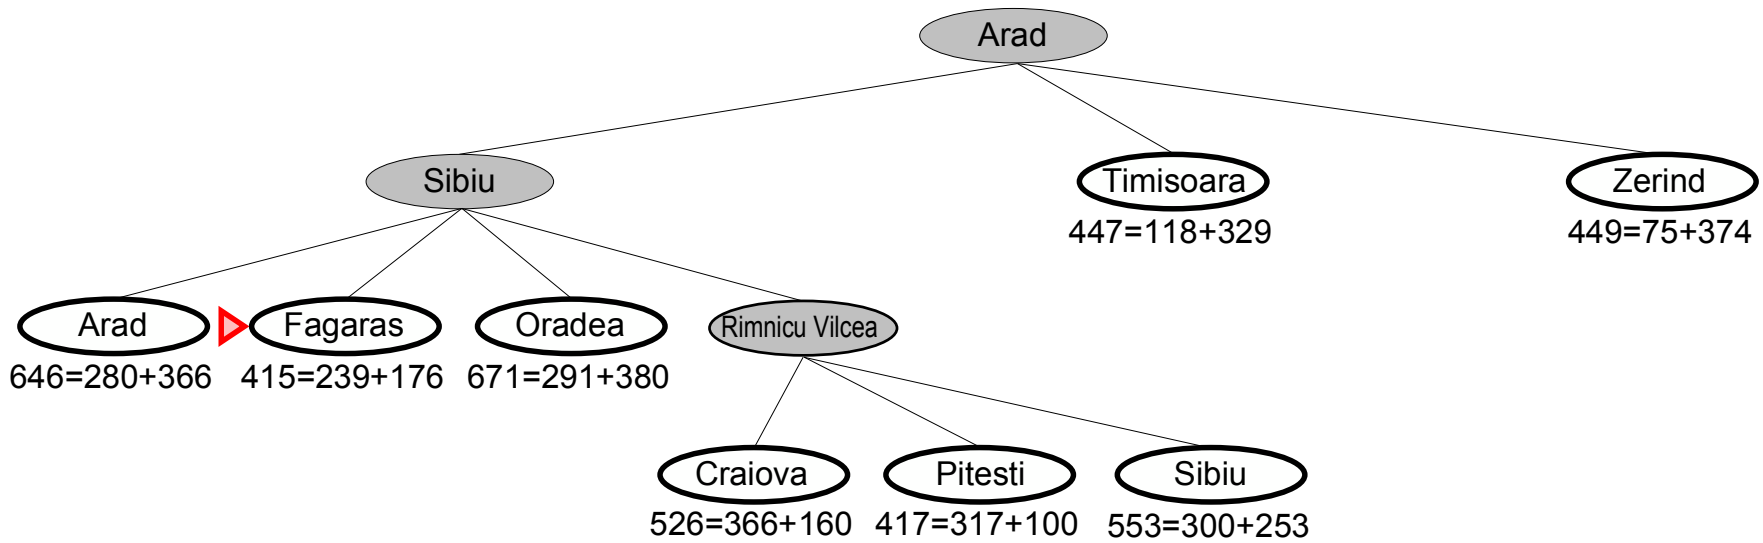 Arad
Sibiu
Timisoara
Zerind
447=118+329
449=75+374
Arad
Fagaras
Oradea
Rimnicu Vilcea
646=280+366
415=239+176
671=291+380
Craiova
Pitesti
Sibiu
526=366+160
417=317+100
553=300+253